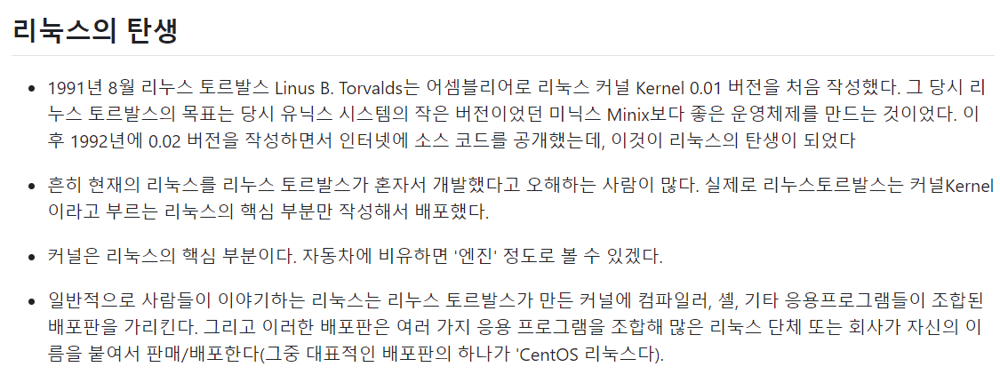 리눅스의 탄생
1991년 8월 리누스 토르발스 Linus B. Torvalds는 어셈블리어로 리눅스 커널 Kernel 0.01 버전을 처음 작성했다. 그 당시 리
누스 토르발스의 목표는 당시 유닉스 시스템의 작은 버전이었던 미닉스 Minix보다 좋은 운영체제를 만드는 것이었다. 이
후 1992년에 0.02 버전을 작성하면서 인터넷에 소스 코드를 공개했는데, 이것이 리눅스의 탄생이 되었다
흔히 현재의 리눅스를 리누스 토르발스가 혼자서 개발했다고 오해하는 사람이 많다. 실제로 리누스토르발스는 커널Kernel
이라고 부르는 리눅스의 핵심 부분만 작성해서 배포했다.
커널은 리눅스의 핵심 부분이다. 자동차에 비유하면 '엔진' 정도로 볼 수 있겠다.
일반적으로 사람들이 이야기하는 리눅스는 리누스 토르발스가 만든 커널에 컴파일러, 셸, 기타 응용프로그램들이 조합된
배포판을 가리킨다. 그리고 이러한 배포판은 여러 가지 응용 프로그램을 조합해 많은 리눅스 단체 또는 회사가 자신의 이
름을 붙여서 판매/배포한다(그중 대표적인 배포판의 하나가 'CentOS 리눅스다).